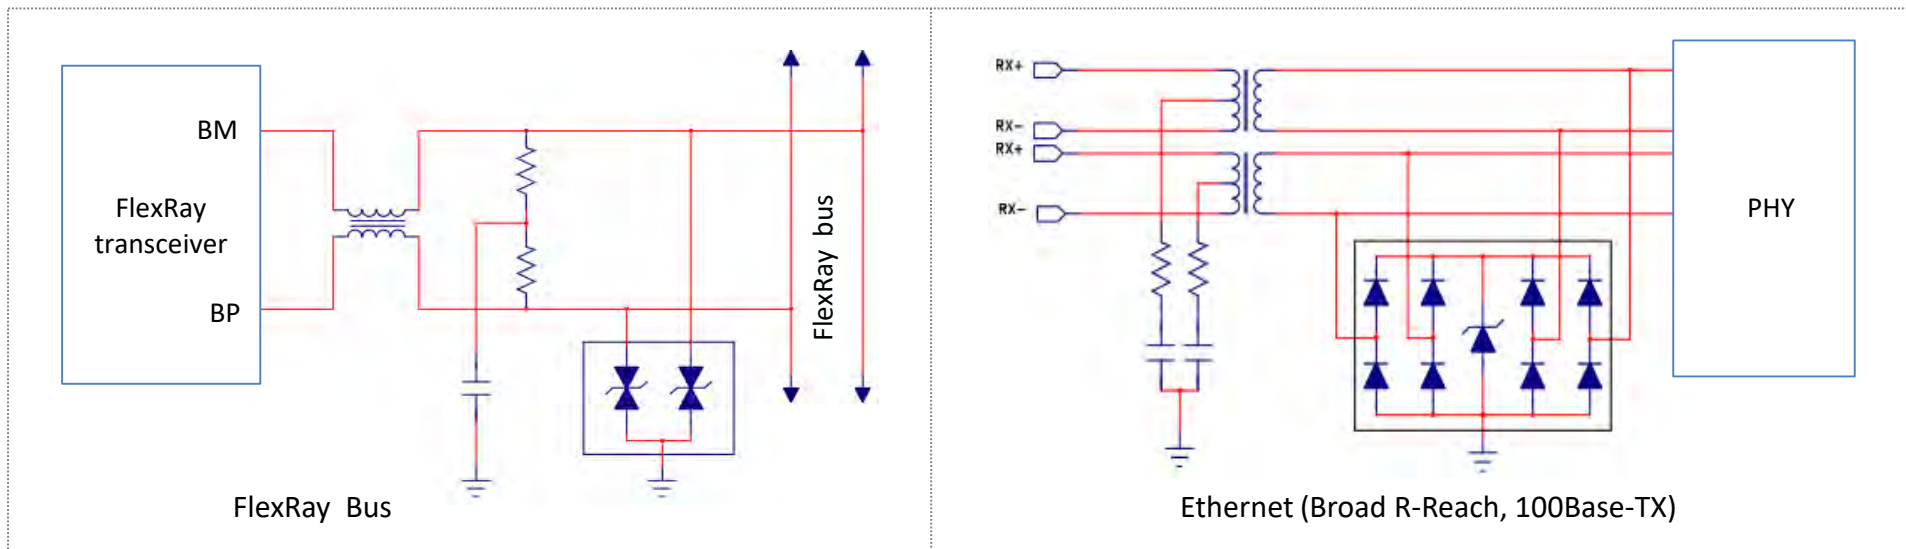 BM
FlexRay
transceiver
BP
FlexRay bus
FlexRay Bus
RX+
RX-
RX+
RX-
PHY
Ethernet (Broad R-Reach, 100Base-TX)